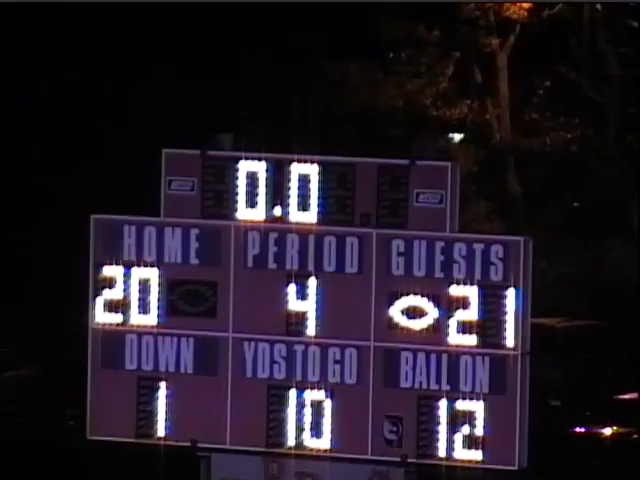 0.0
HOME PERIOD GUESTS
20 4 21
DOWN YDS TO GO BALL ON
1 10 12